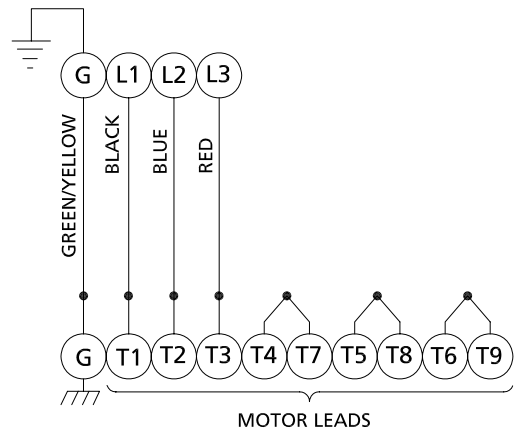 G L1 L2 L3
GREEN/YELLOW
BLACK
BLUE
RED
G T1 T2 T3 T4 T7 T5 T8 T6 T9
MOTOR LEADS